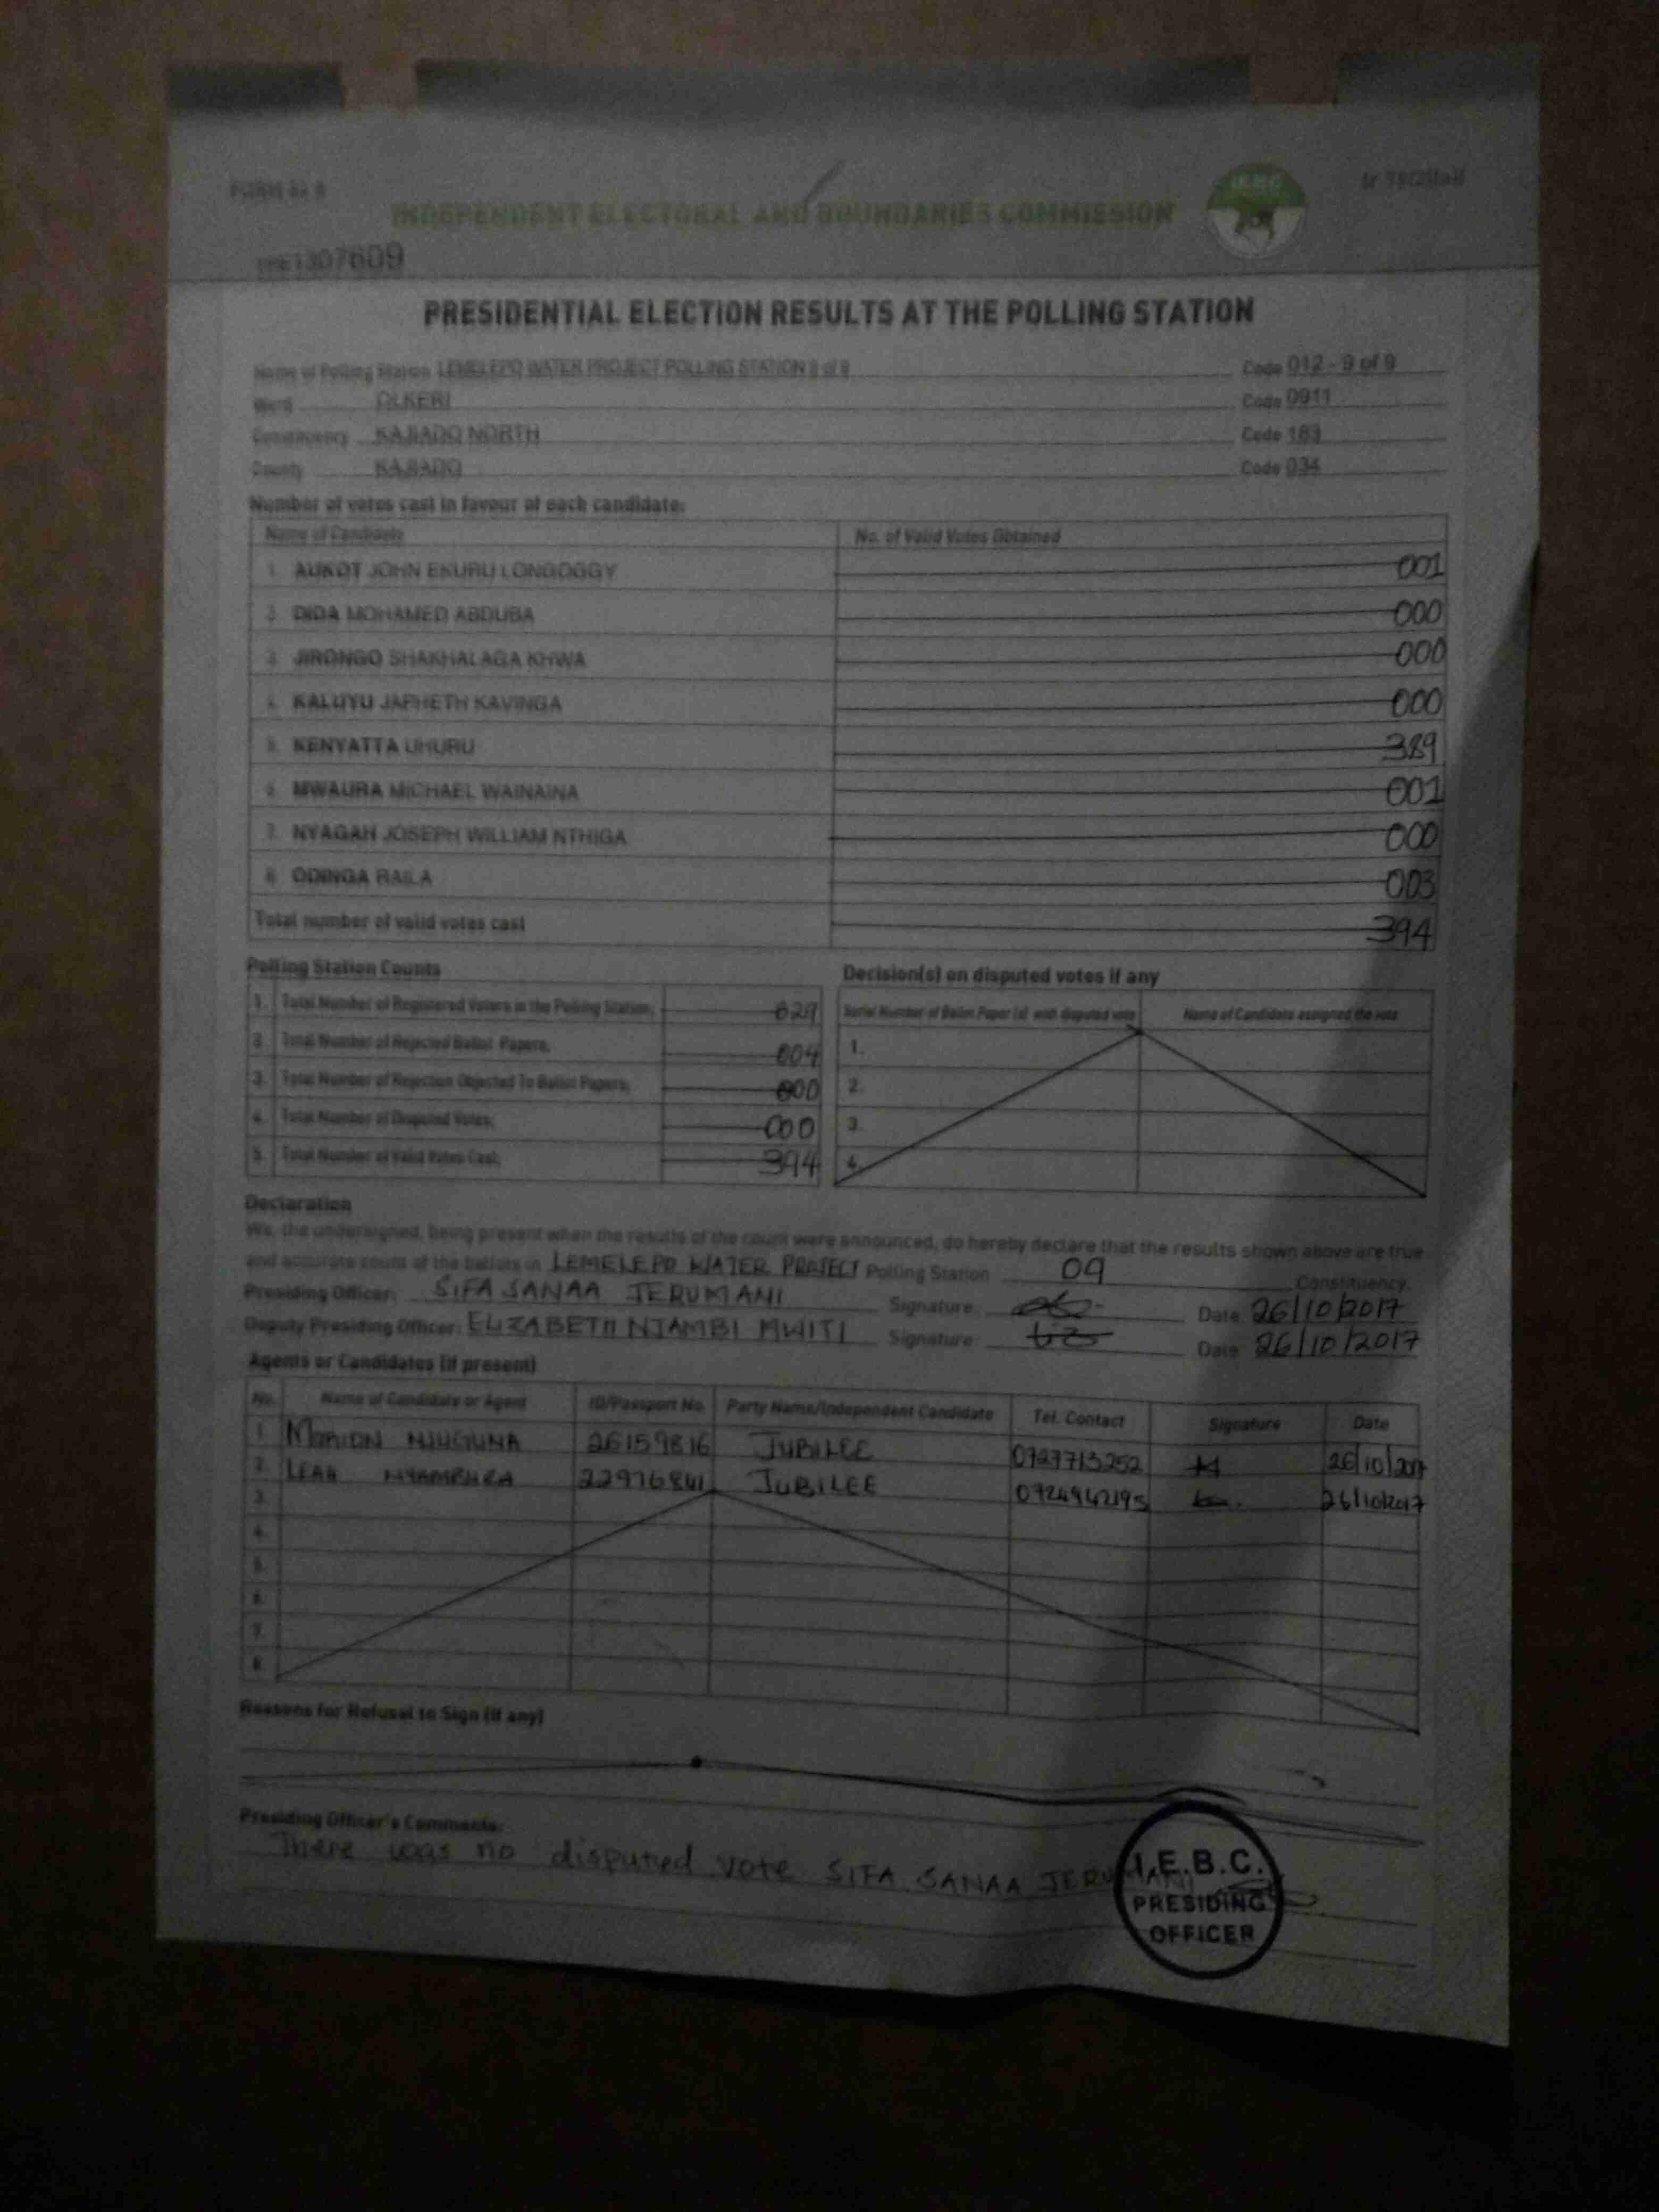 FORM 34 A
INDEPENDENT ELECTORAL AND BOUNDARIES COMMISSION
IEBC
1307609
PRESIDENTIAL ELECTION RESULTS AT THE POLLING STATION
Name of Polling Station LEMELEPO WATER PROJECT POLLING STATION 9 of 9 Code 012 - 9 of 9
Ward OLKERI Code 0911
Constituency KAJIADO NORTH Code 183
County KAJIADO Code 034
Number of votes cast in favour of each candidate:
Name of Candidate No. of Valid Votes Obtained
1. AUKOT JOHN EKURU LONGOGGY 001
2. DIDA MOHAMED ABDUBA 000
3. JIRONGO SHAKHALAGA KHWA 000
4. KALUYU JAPHETH KAVINGA 000
5. KENYATTA UHURU 389
6. MWAURA MICHAEL WAINAINA 001
7. NYAGAH JOSEPH WILLIAM NTHIGA 000
8. ODINGA RAILA 003
Total number of valid votes cast 394
Polling Station Counts
1. Total Number of Registered Voters in the Polling Station;
2. Total Number of Rejected Ballot Papers; 004
3. Total Number of Rejection Objected To Ballot Papers; 000
4. Total Number of Disputed Votes; 000
5. Total Number of Valid Votes Cast; 394
Decision(s) on disputed votes if any
Serial Number of Ballot Paper (s) with disputed vote Name of Candidate assigned the vote
1.
2.
3.
4.
Declaration
We, the undersigned, being present when the results of the count were announced, do hereby declare that the results shown above are true
and accurate count of the ballots in LEMELEPO WATER PROJECT Polling Station 09 Constituency.
Presiding Officer: SIFA SANAA JERUMANI Signature: Date 26/10/2017
Deputy Presiding Officer: ELIZABETH NJAMBI MWITI Signature: Date 26/10/2017
Agents or Candidates (if present)
No. Name of Candidate or Agent ID/Passport No. Party Name/Independent Candidate Tel. Contact Signature Date
1. MORION NJUGUNA 26159816 JUBILEE 0727713252 26/10/2017
2. LEAH NYAMBURA 22976841 JUBILEE 0724942195 26/10/2017
3.
4.
5.
6.
7.
8.
Reasons for Refusal to Sign (if any)
Presiding Officer's Comments:
There was no disputed vote SIFA SANAA JERUMANI
I.E.B.C.
PRESIDING
OFFICER